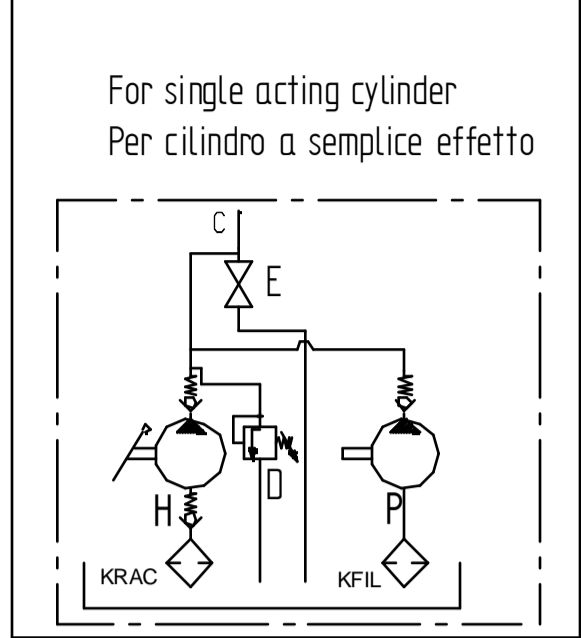 For single acting cylinder
Per cilindro a semplice effetto
C
E
D
H
P
KRAC
KFIL